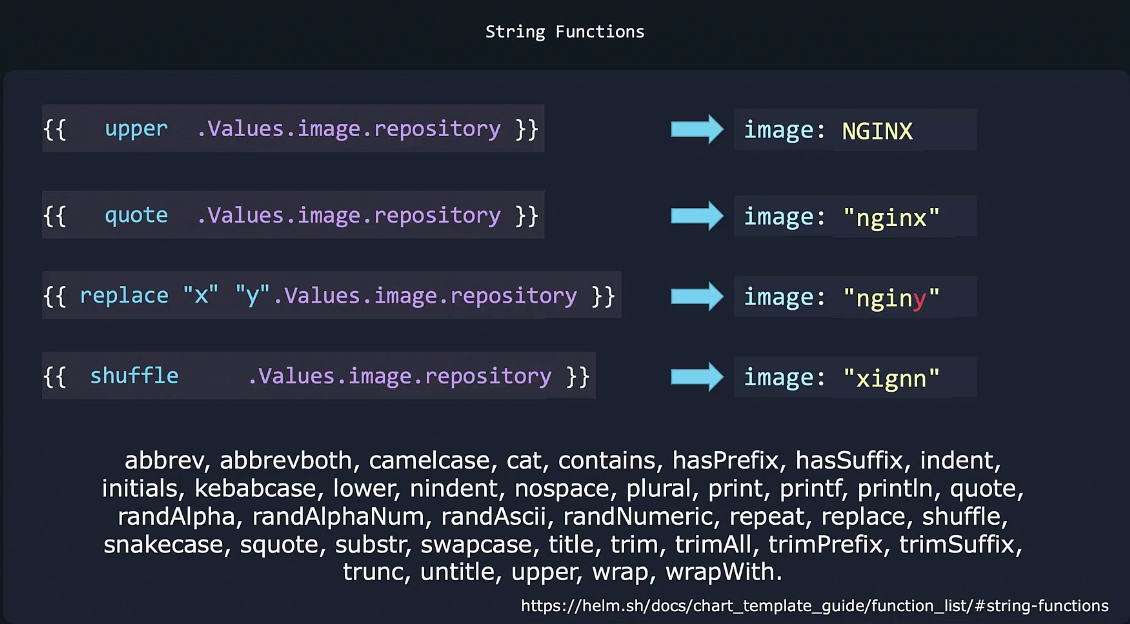 String Functions
{{ upper .Values.image.repository }}
image: NGINX
{{ quote .Values.image.repository }}
image: "nginx"
{{ replace "x" "y".Values.image.repository }}
image: "nginy"
{{ shuffle .Values.image.repository }}
image: "xignn"
abbrev, abbrevboth, camelcase, cat, contains, hasPrefix, hasSuffix, indent,
initials, kebabcase, lower, nindent, nospace, plural, print, printf, println, quote,
randAlpha, randAlphaNum, randAscii, randNumeric, repeat, replace, shuffle,
snakecase, squote, substr, swapcase, title, trim, trimAll, trimPrefix, trimSuffix,
trunc, untitle, upper, wrap, wrapWith.
https://helm.sh/docs/chart_template_guide/function_list/#string-functions